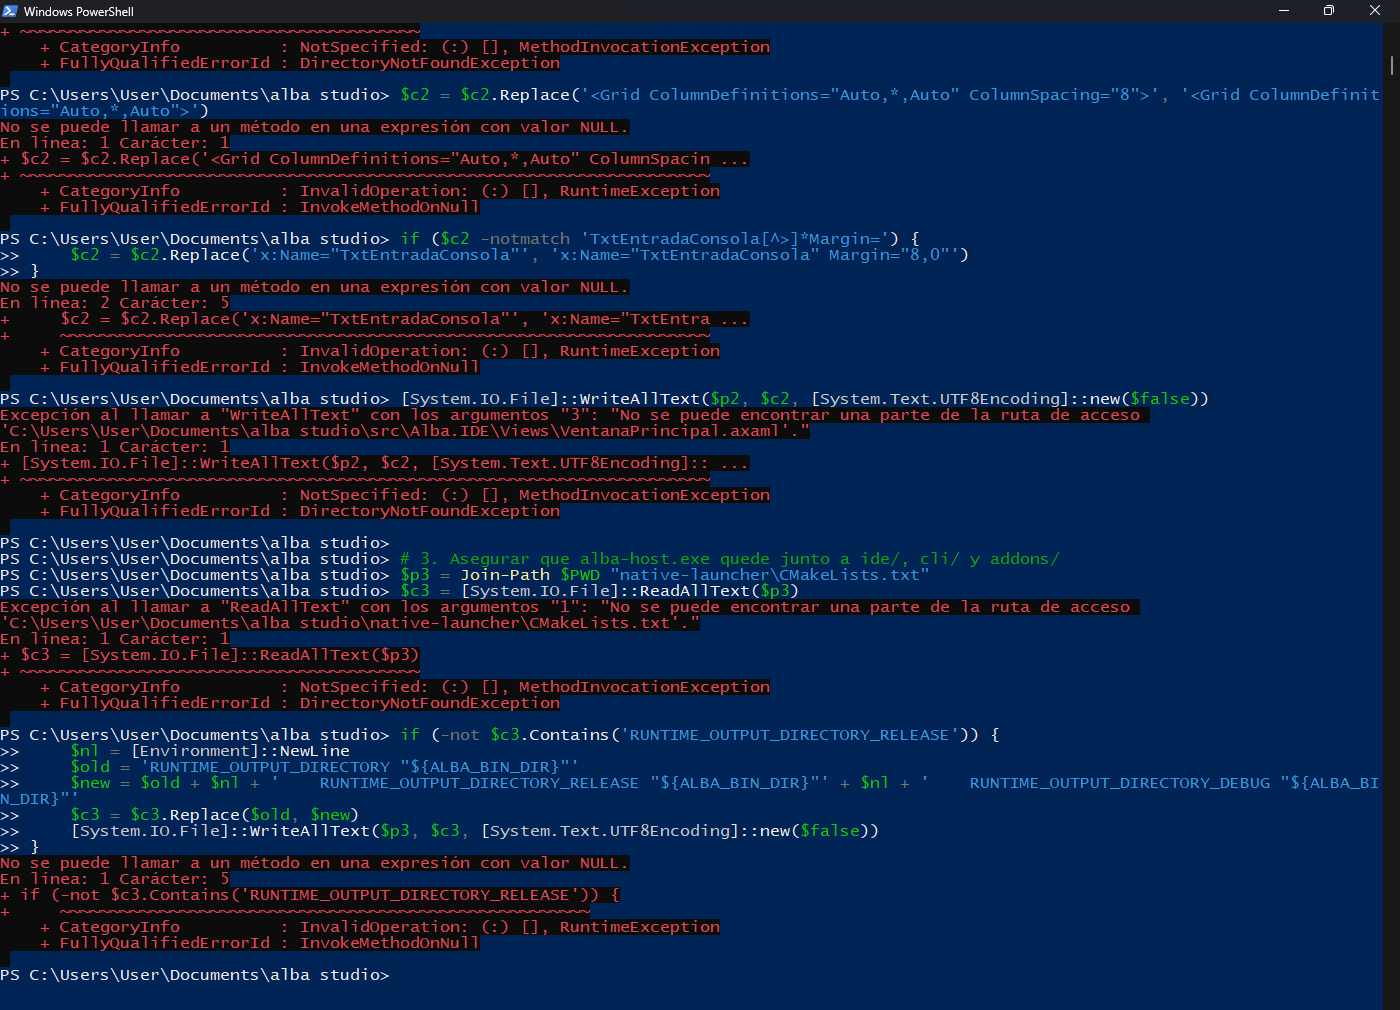 Windows PowerShell
+ ~~~~~~~~~~~~~~~~~~~~~~~~~~~~~~~~~~~~~~~~
    + CategoryInfo          : NotSpecified: (:) [], MethodInvocationException
    + FullyQualifiedErrorId : DirectoryNotFoundException
PS C:\Users\User\Documents\alba studio> $c2 = $c2.Replace('<Grid ColumnDefinitions="Auto,*,Auto" ColumnSpacing="8">', '<Grid ColumnDefinit
ions="Auto,*,Auto">')
No se puede llamar a un método en una expresión con valor NULL.
En línea: 1 Carácter: 1
+ $c2 = $c2.Replace('<Grid ColumnDefinitions="Auto,*,Auto" ColumnSpacin ...
+ ~~~~~~~~~~~~~~~~~~~~~~~~~~~~~~~~~~~~~~~~~~~~~~~~~~~~~~~~~~~~~~~~~~~~~
    + CategoryInfo          : InvalidOperation: (:) [], RuntimeException
    + FullyQualifiedErrorId : InvokeMethodOnNull
PS C:\Users\User\Documents\alba studio> if ($c2 -notmatch 'TxtEntradaConsola[^>]*Margin=') {
>>     $c2 = $c2.Replace('x:Name="TxtEntradaConsola"', 'x:Name="TxtEntradaConsola" Margin="8,0"')
>> }
No se puede llamar a un método en una expresión con valor NULL.
En línea: 2 Carácter: 5
+     $c2 = $c2.Replace('x:Name="TxtEntradaConsola"', 'x:Name="TxtEntra ...
+     ~~~~~~~~~~~~~~~~~~~~~~~~~~~~~~~~~~~~~~~~~~~~~~~~~~~~~~~~~~~~~~~~~
    + CategoryInfo          : InvalidOperation: (:) [], RuntimeException
    + FullyQualifiedErrorId : InvokeMethodOnNull
PS C:\Users\User\Documents\alba studio> [System.IO.File]::WriteAllText($p2, $c2, [System.Text.UTF8Encoding]::new($false))
Excepción al llamar a "WriteAllText" con los argumentos "3": "No se puede encontrar una parte de la ruta de acceso
'C:\Users\User\Documents\alba studio\src\Alba.IDE\Views\VentanaPrincipal.axaml'."
En línea: 1 Carácter: 1
+ [System.IO.File]::WriteAllText($p2, $c2, [System.Text.UTF8Encoding]:: ...
+ ~~~~~~~~~~~~~~~~~~~~~~~~~~~~~~~~~~~~~~~~~~~~~~~~~~~~~~~~~~~~~~~~~~~~~
    + CategoryInfo          : NotSpecified: (:) [], MethodInvocationException
    + FullyQualifiedErrorId : DirectoryNotFoundException
PS C:\Users\User\Documents\alba studio>
PS C:\Users\User\Documents\alba studio> # 3. Asegurar que alba-host.exe quede junto a ide/, cli/ y addons/
PS C:\Users\User\Documents\alba studio> $p3 = Join-Path $PWD "native-launcher\CMakeLists.txt"
PS C:\Users\User\Documents\alba studio> $c3 = [System.IO.File]::ReadAllText($p3)
Excepción al llamar a "ReadAllText" con los argumentos "1": "No se puede encontrar una parte de la ruta de acceso
'C:\Users\User\Documents\alba studio\native-launcher\CMakeLists.txt'."
En línea: 1 Carácter: 1
+ $c3 = [System.IO.File]::ReadAllText($p3)
+ ~~~~~~~~~~~~~~~~~~~~~~~~~~~~~~~~~~~~~~~~
    + CategoryInfo          : NotSpecified: (:) [], MethodInvocationException
    + FullyQualifiedErrorId : DirectoryNotFoundException
PS C:\Users\User\Documents\alba studio> if (-not $c3.Contains('RUNTIME_OUTPUT_DIRECTORY_RELEASE')) {
>>     $nl = [Environment]::NewLine
>>     $old = 'RUNTIME_OUTPUT_DIRECTORY "${ALBA_BIN_DIR}"'
>>     $new = $old + $nl + '      RUNTIME_OUTPUT_DIRECTORY_RELEASE "${ALBA_BIN_DIR}"' + $nl + '    RUNTIME_OUTPUT_DIRECTORY_DEBUG "${ALBA_BI
N_DIR}"'
>>     $c3 = $c3.Replace($old, $new)
>>     [System.IO.File]::WriteAllText($p3, $c3, [System.Text.UTF8Encoding]::new($false))
>> }
No se puede llamar a un método en una expresión con valor NULL.
En línea: 1 Carácter: 5
+ if (-not $c3.Contains('RUNTIME_OUTPUT_DIRECTORY_RELEASE')) {
+     ~~~~~~~~~~~~~~~~~~~~~~~~~~~~~~~~~~~~~~~~~~~~~~~~~~~~~
    + CategoryInfo          : InvalidOperation: (:) [], RuntimeException
    + FullyQualifiedErrorId : InvokeMethodOnNull
PS C:\Users\User\Documents\alba studio>